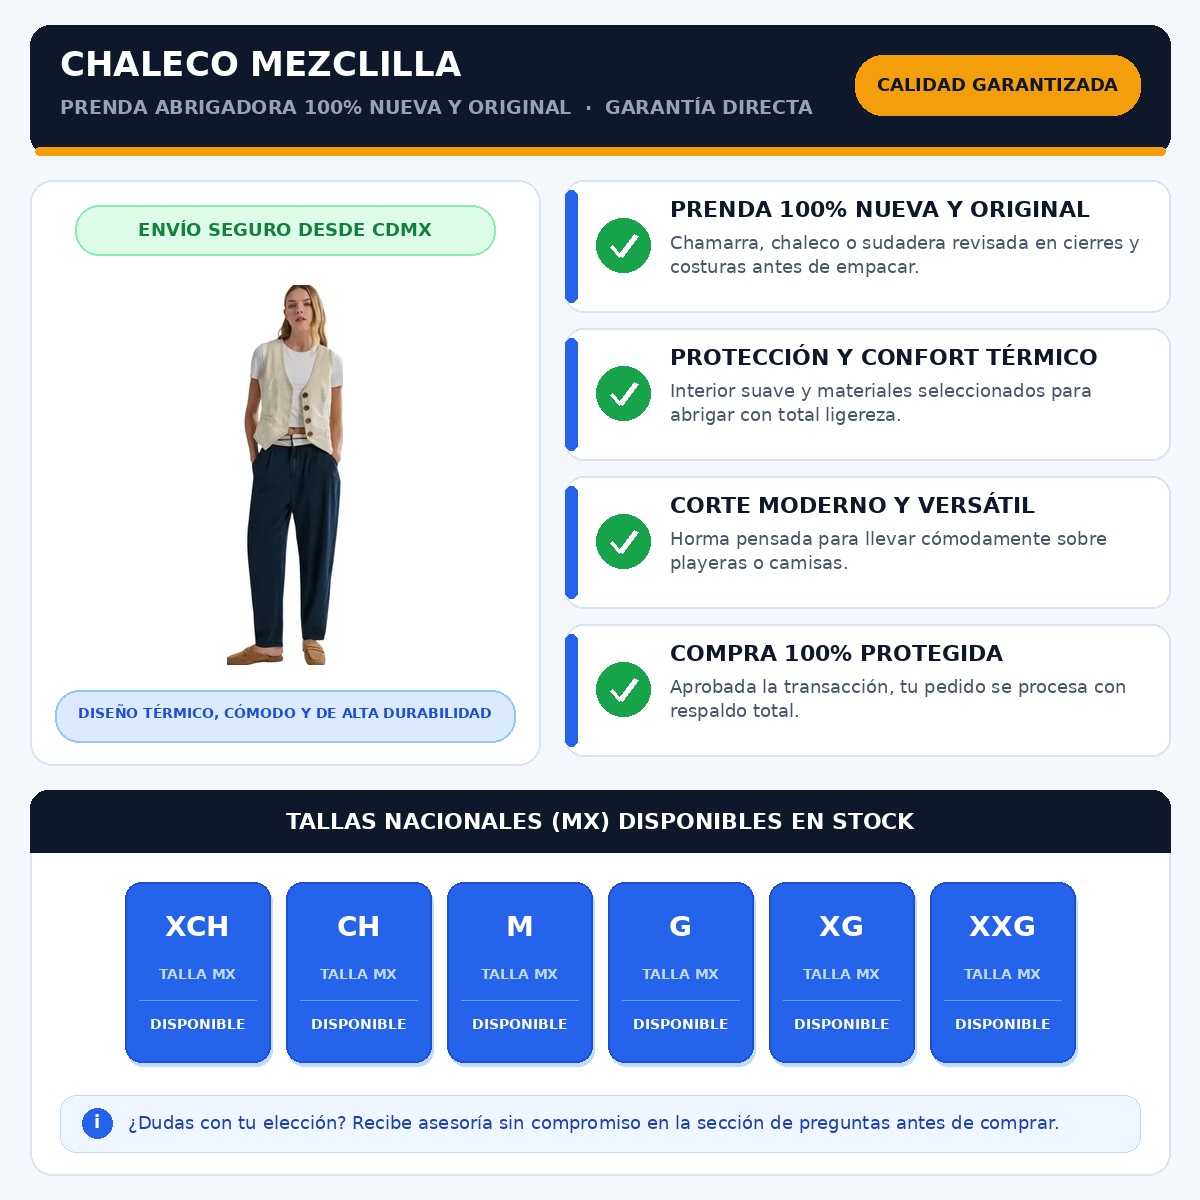 CHALECO MEZCLILLA
PRENDA ABRIGADORA 100% NUEVA Y ORIGINAL · GARANTÍA DIRECTA
CALIDAD GARANTIZADA
ENVÍO SEGURO DESDE CDMX
DISEÑO TÉRMICO, CÓMODO Y DE ALTA DURABILIDAD
PRENDA 100% NUEVA Y ORIGINAL
Chamarra, chaleco o sudadera revisada en cierres y
costuras antes de empacar.
PROTECCIÓN Y CONFORT TÉRMICO
Interior suave y materiales seleccionados para
abrigar con total ligereza.
CORTE MODERNO Y VERSÁTIL
Horma pensada para llevar cómodamente sobre
playeras o camisas.
COMPRA 100% PROTEGIDA
Aprobada la transacción, tu pedido se procesa con
respaldo total.
TALLAS NACIONALES (MX) DISPONIBLES EN STOCK
XCH
TALLA MX
DISPONIBLE
CH
TALLA MX
DISPONIBLE
M
TALLA MX
DISPONIBLE
G
TALLA MX
DISPONIBLE
XG
TALLA MX
DISPONIBLE
XXG
TALLA MX
DISPONIBLE
i
¿Dudas con tu elección? Recibe asesoría sin compromiso en la sección de preguntas antes de comprar.